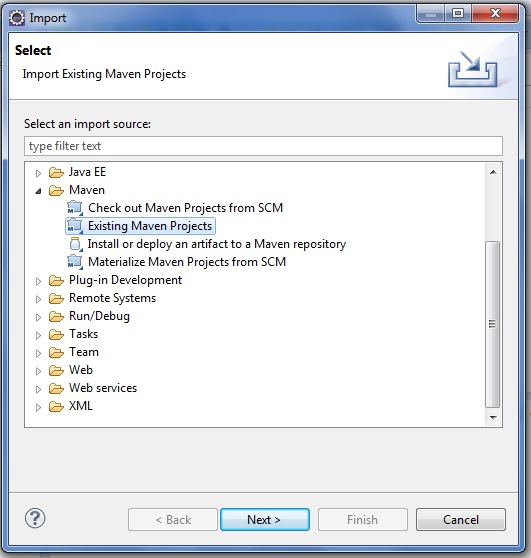 Import
Select
Import Existing Maven Projects
Select an import source:
type filter text
Java EE
Maven
Check out Maven Projects from SCM
Existing Maven Projects
Install or deploy an artifact to a Maven repository
Materialize Maven Projects from SCM
Plug-in Development
Remote Systems
Run/Debug
Tasks
Team
Web
Web services
XML
< Back Next > Finish Cancel